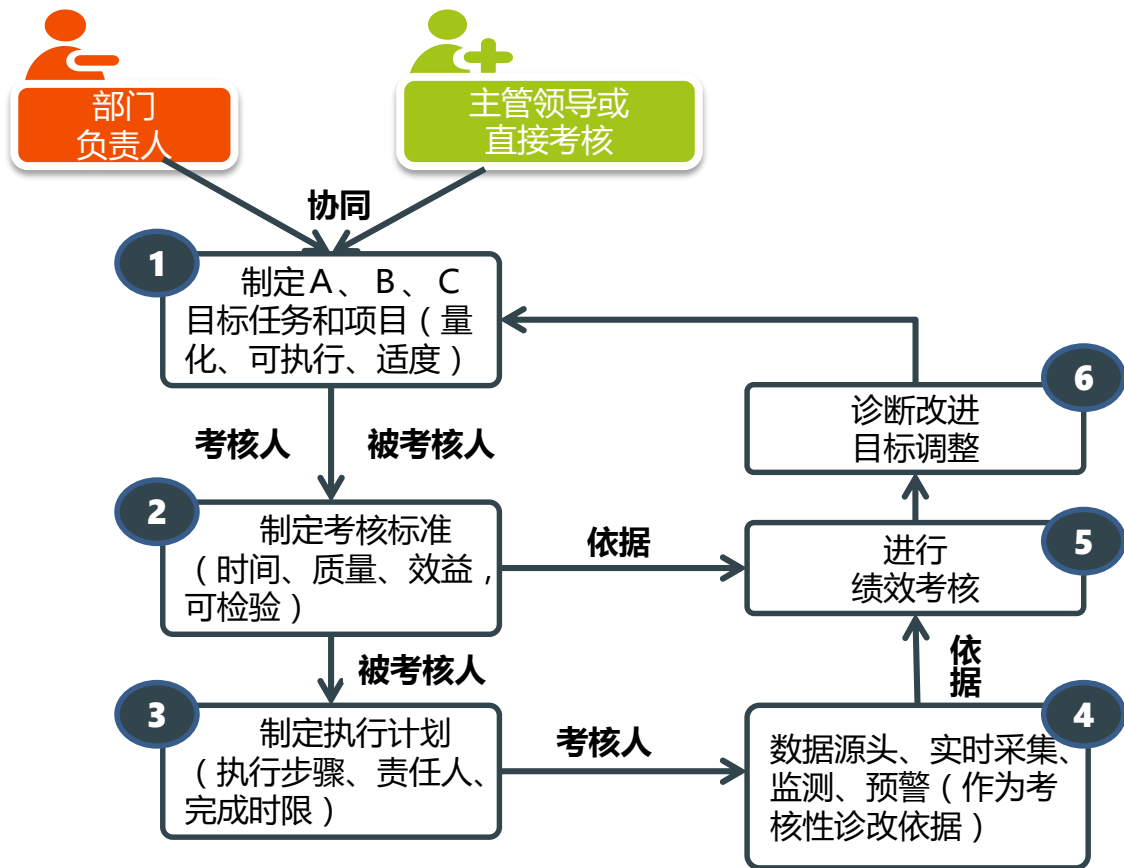 部门
负责人
主管领导或
直接考核
协同
1
制定A、B、C
目标任务和项目（量
化、可执行、适度）
考核人
被考核人
2
制定考核标准
（时间、质量、效益，
可检验）
依据
被考核人
3
制定执行计划
（执行步骤、责任人、
完成时限）
考核人
4
数据源头、实时采集、
监测、预警（作为考
核性诊改依据）
依
据
5
进行
绩效考核
6
诊断改进
目标调整